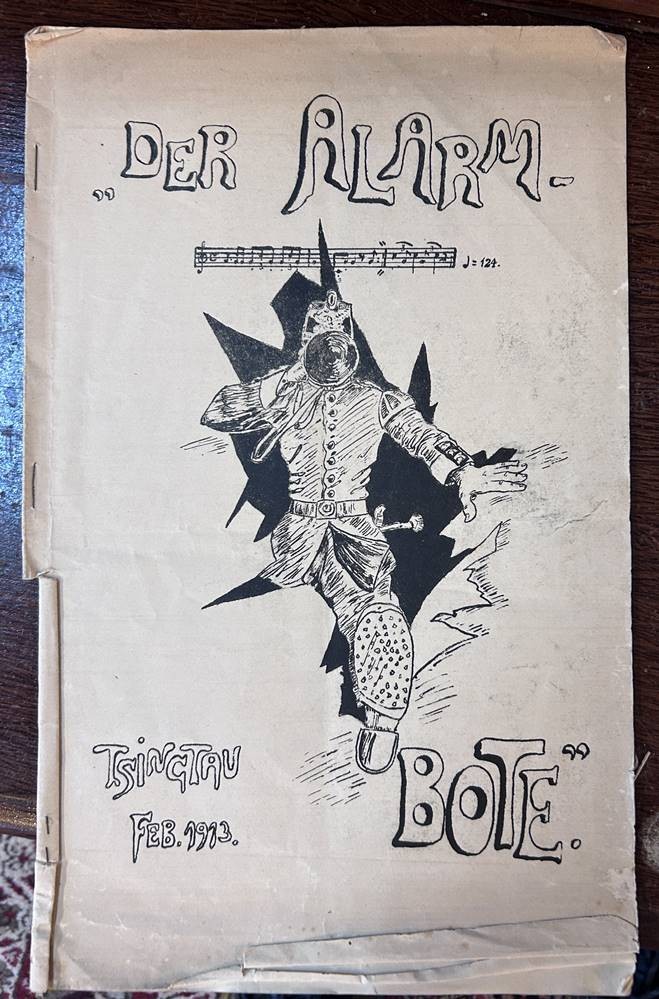 „DER ALARM-
♩ = 124.
TSINGTAU
FEB. 1913.
BOTE."